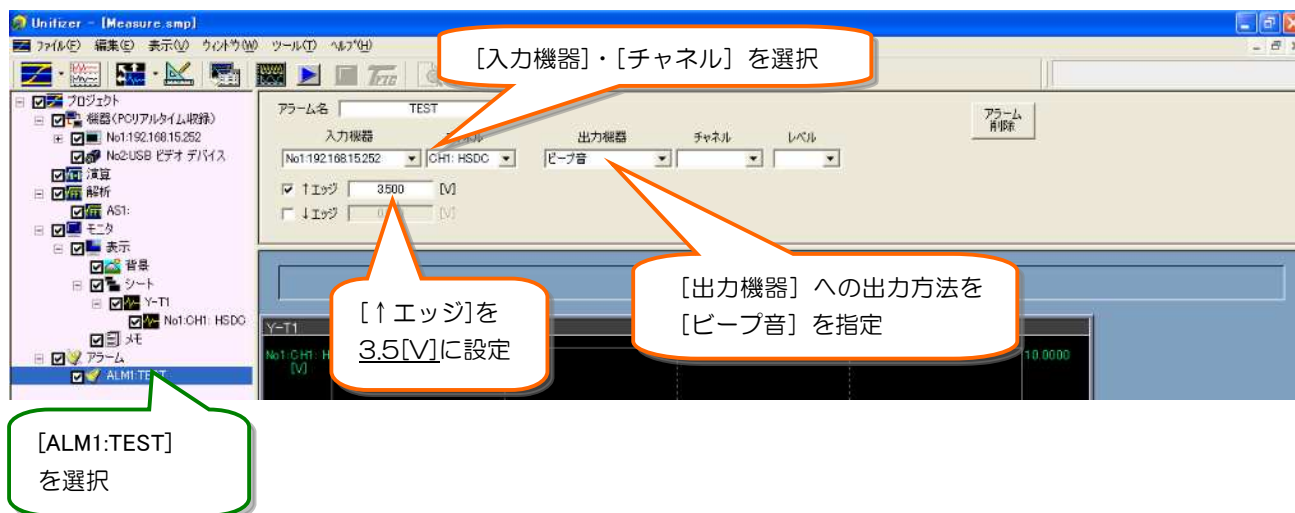 Unifizer - [Measure.smp]
ファイル(F) 編集(E) 表示(V) ウィンドウ(W) ツール(T) ヘルプ(H)
[入力機器]・[チャネル] を選択
プロジェクト
機器(PCリアルタイム収録)
No1:192.168.15.252
No2:USB ビデオ デバイス
演算
解析
AS1:
モニタ
表示
背景
シート
Y-T1
No1:CH1: HSDC
メモ
アラーム
アラーム名 TEST
アラーム
削除
入力機器 出力機器 チャネル レベル
No1:192.168.15.252 CH1: HSDC ビープ音
↑エッジ 3.500 [V]
↓エッジ [V]
[↑エッジ]を
3.5[V]に設定
[出力機器] への出力方法を
[ビープ音] を指定
Y-T1
[V]
10.0000
[ALM1:TEST]
を選択